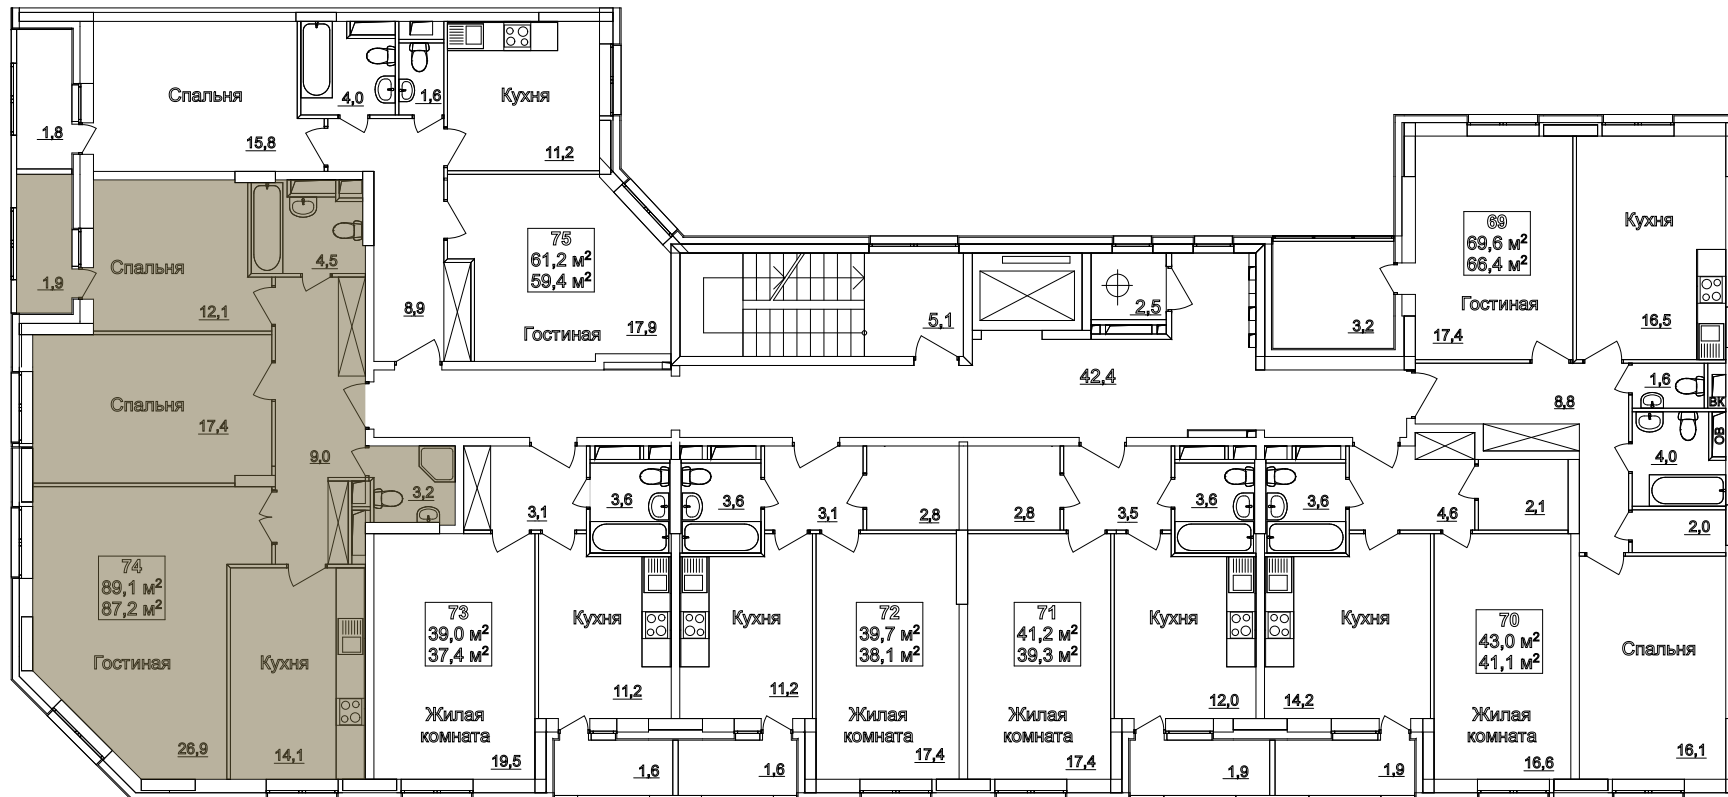 Спальня
4,0
1,6
Кухня
1,8
15,8
11,2
Спальня
4,5
1,9
12,1
8,9
75
61,2 м²
59,4 м²
Гостиная
17,9
5,1
2,5
3,2
69
69,6 м²
66,4 м²
Гостиная
17,4
Кухня
16,5
42,4
Спальня
17,4
9,0
3,2
8,8
1,6
ВК
ОВ
4,0
2,0
3,1
3,6
3,6
3,1
2,8
2,8
3,5
3,6
3,6
4,6
2,1
74
89,1 м²
87,2 м²
Гостиная
26,9
Кухня
14,1
73
39,0 м²
37,4 м²
Жилая
комната
19,5
Кухня
11,2
1,6
Кухня
11,2
1,6
72
39,7 м²
38,1 м²
Жилая
комната
17,4
71
41,2 м²
39,3 м²
Жилая
комната
17,4
Кухня
12,0
1,9
Кухня
14,2
1,9
70
43,0 м²
41,1 м²
Жилая
комната
16,6
Спальня
16,1